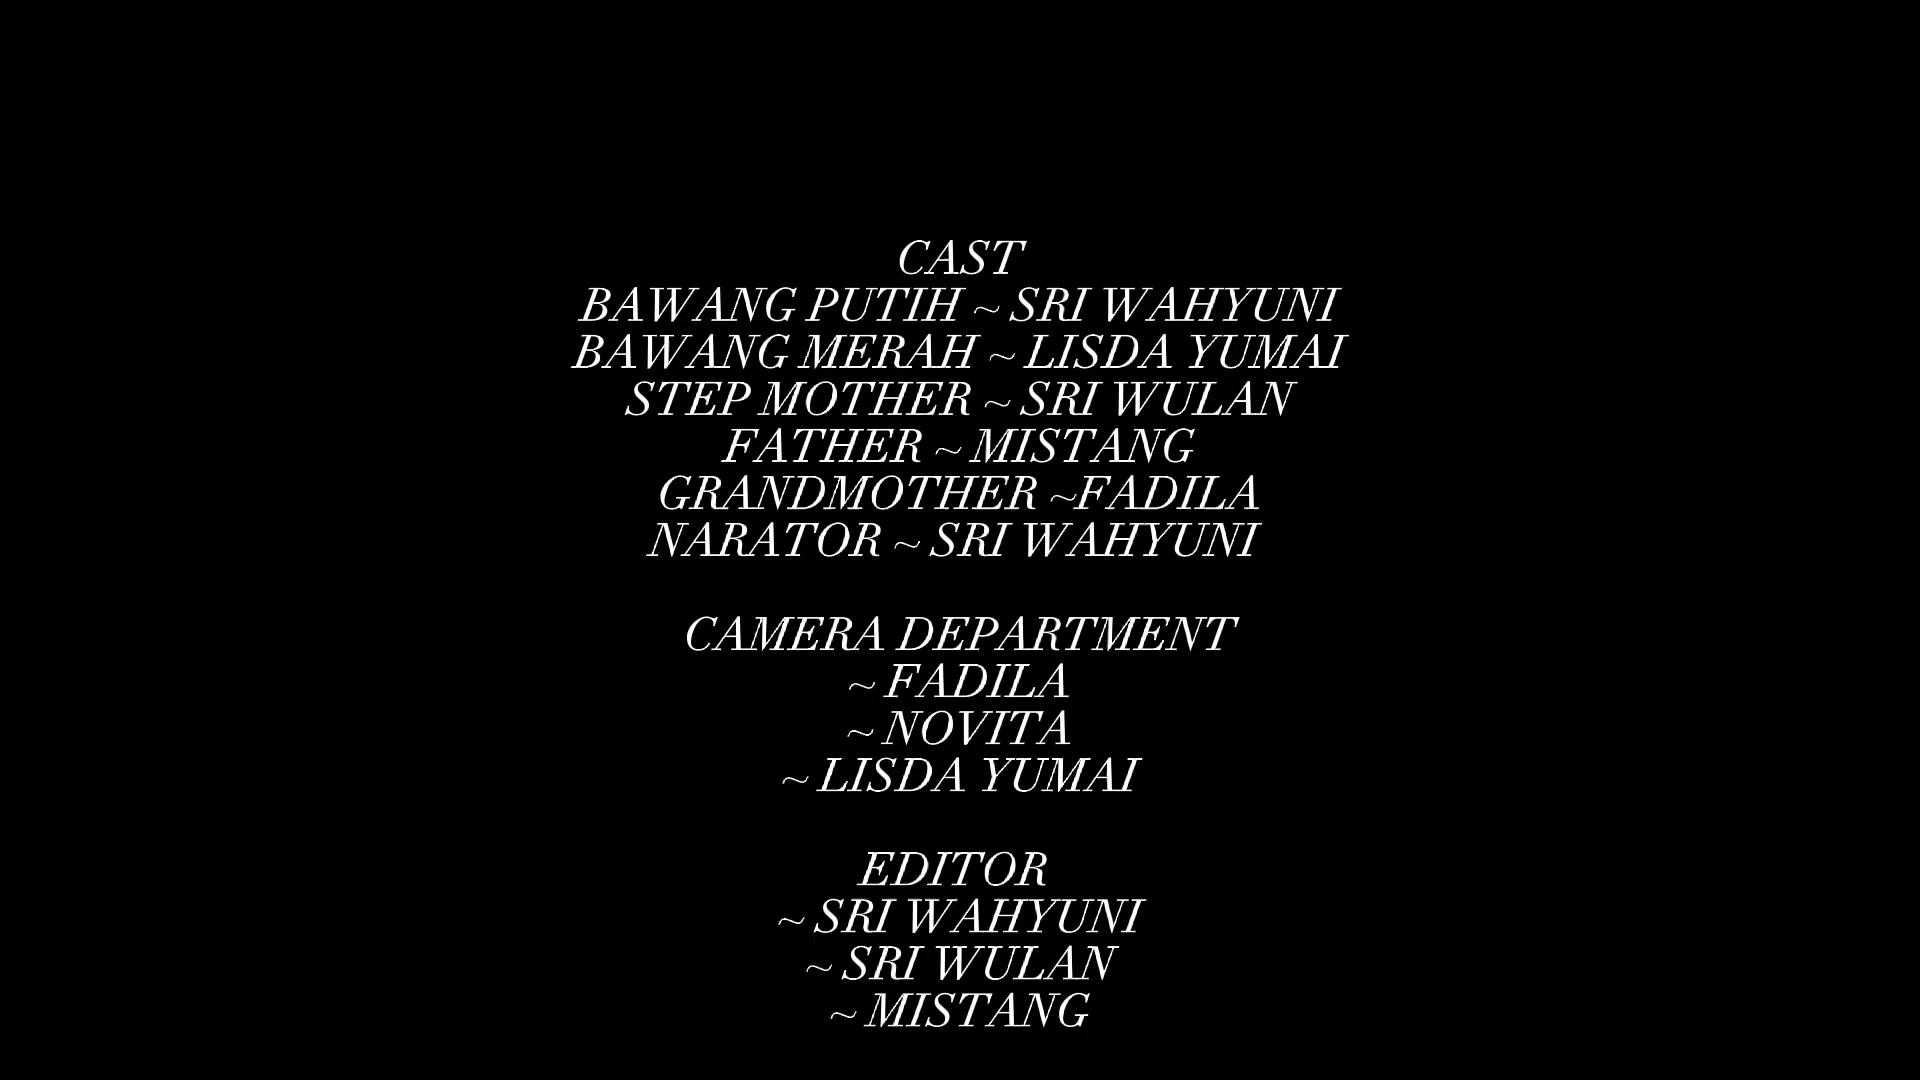 CAST
BAWANG PUTIH ~ SRI WAHYUNI
BAWANG MERAH ~ LISDA YUMAI
STEP MOTHER ~ SRI WULAN
FATHER ~ MISTANG
GRANDMOTHER ~FADILA
NARATOR ~ SRI WAHYUNI
CAMERA DEPARTMENT
~ FADILA
~ NOVITA
~ LISDA YUMAI
EDITOR
~ SRI WAHYUNI
~ SRI WULAN
~ MISTANG